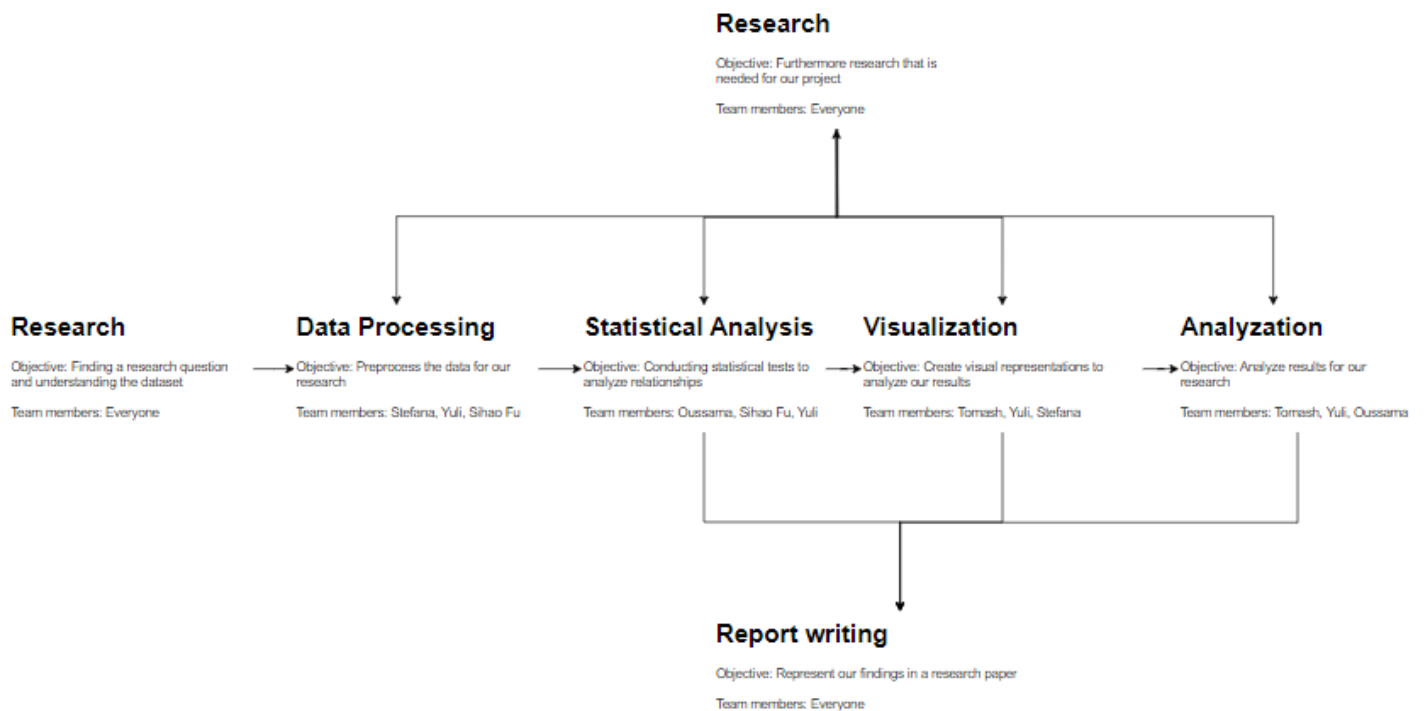 Research
Objective: Furthermore research that is
needed for our project
Team members: Everyone
Research
Objective: Finding a research question
and understanding the dataset
Team members: Everyone
Data Processing
Objective: Preprocess the data for our
research
Team members: Stefana, Yuli, Sihao Fu
Statistical Analysis
Objective: Conducting statistical tests to
analyze relationships
Team members: Oussama, Sihao Fu, Yuli
Visualization
Objective: Create visual representations to
analyze our results
Team members: Tomash, Yuli, Stefana
Analyzation
Objective: Analyze results for our
research
Team members: Tomash, Yuli, Oussama
Report writing
Objective: Represent our findings in a research paper
Team members: Everyone